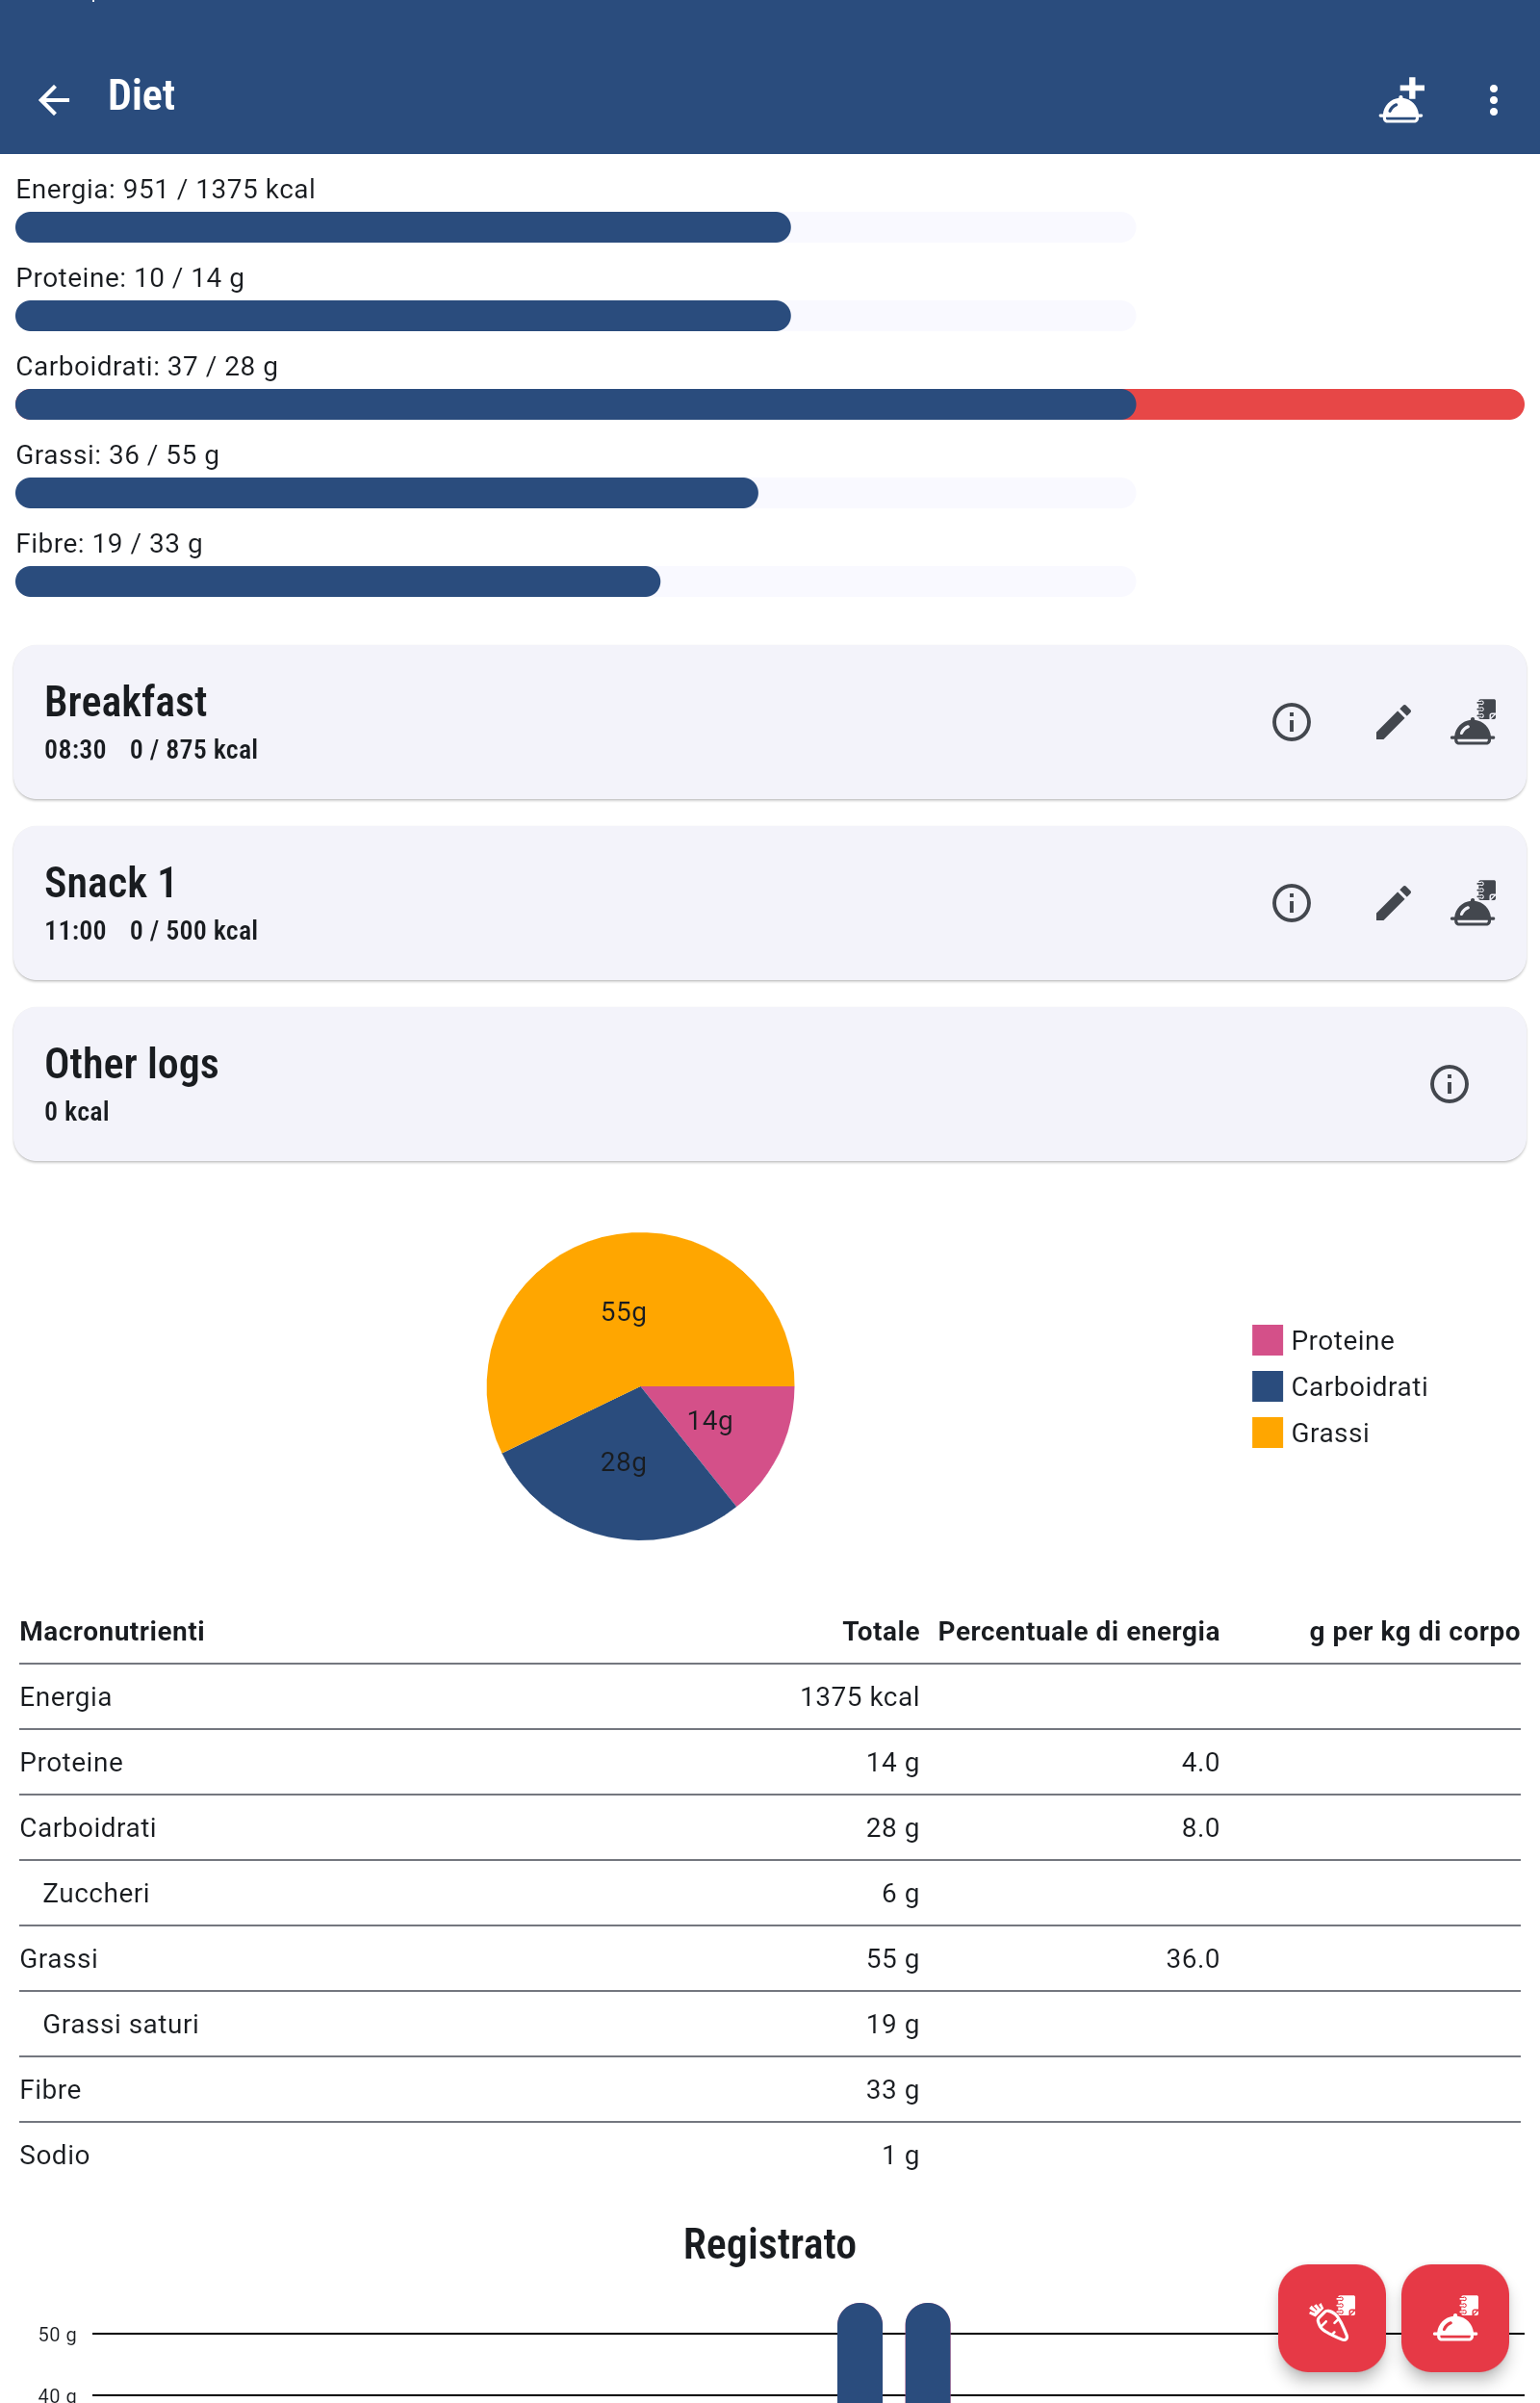 Diet
Energia: 951 / 1375 kcal
Proteine: 10 / 14 g
Carboidrati: 37 / 28 g
Grassi: 36 / 55 g
Fibre: 19 / 33 g
Breakfast
08:30 0 / 875 kcal
Snack 1
11:00 0 / 500 kcal
Other logs
0 kcal
55g
14g
28g
Proteine
Carboidrati
Grassi
Macronutrienti Totale Percentuale di energia g per kg di corpo
Energia 1375 kcal
Proteine 14 g 4.0
Carboidrati 28 g 8.0
Zuccheri 6 g
Grassi 55 g 36.0
Grassi saturi 19 g
Fibre 33 g
Sodio 1 g
Registrato
50 g
40 g